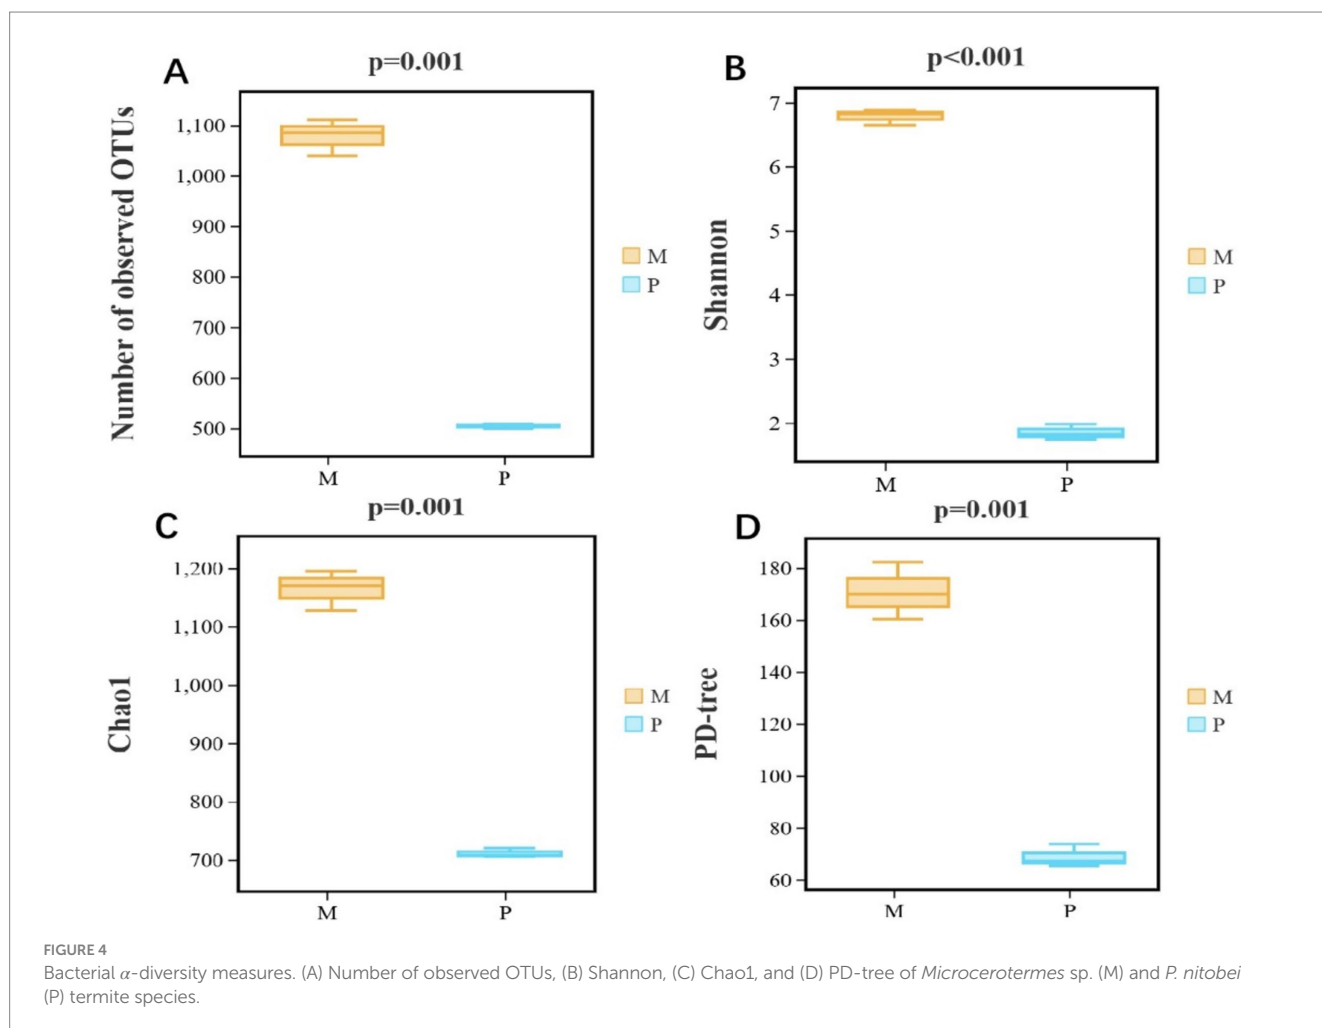 A
p=0.001
Number of observed OTUs
1,100
1,000
900
800
700
600
500
M
P
M
P
B
p<0.001
Shannon
7
6
5
4
3
2
M
P
M
P
C
p=0.001
Chao1
1,200
1,100
1,000
900
800
700
M
P
M
P
D
p=0.001
PD-tree
180
160
140
120
100
80
60
M
P
M
P
FIGURE 4
Bacterial α-diversity measures. (A) Number of observed OTUs, (B) Shannon, (C) Chao1, and (D) PD-tree of Microcerotermes sp. (M) and P. nitobei
(P) termite species.